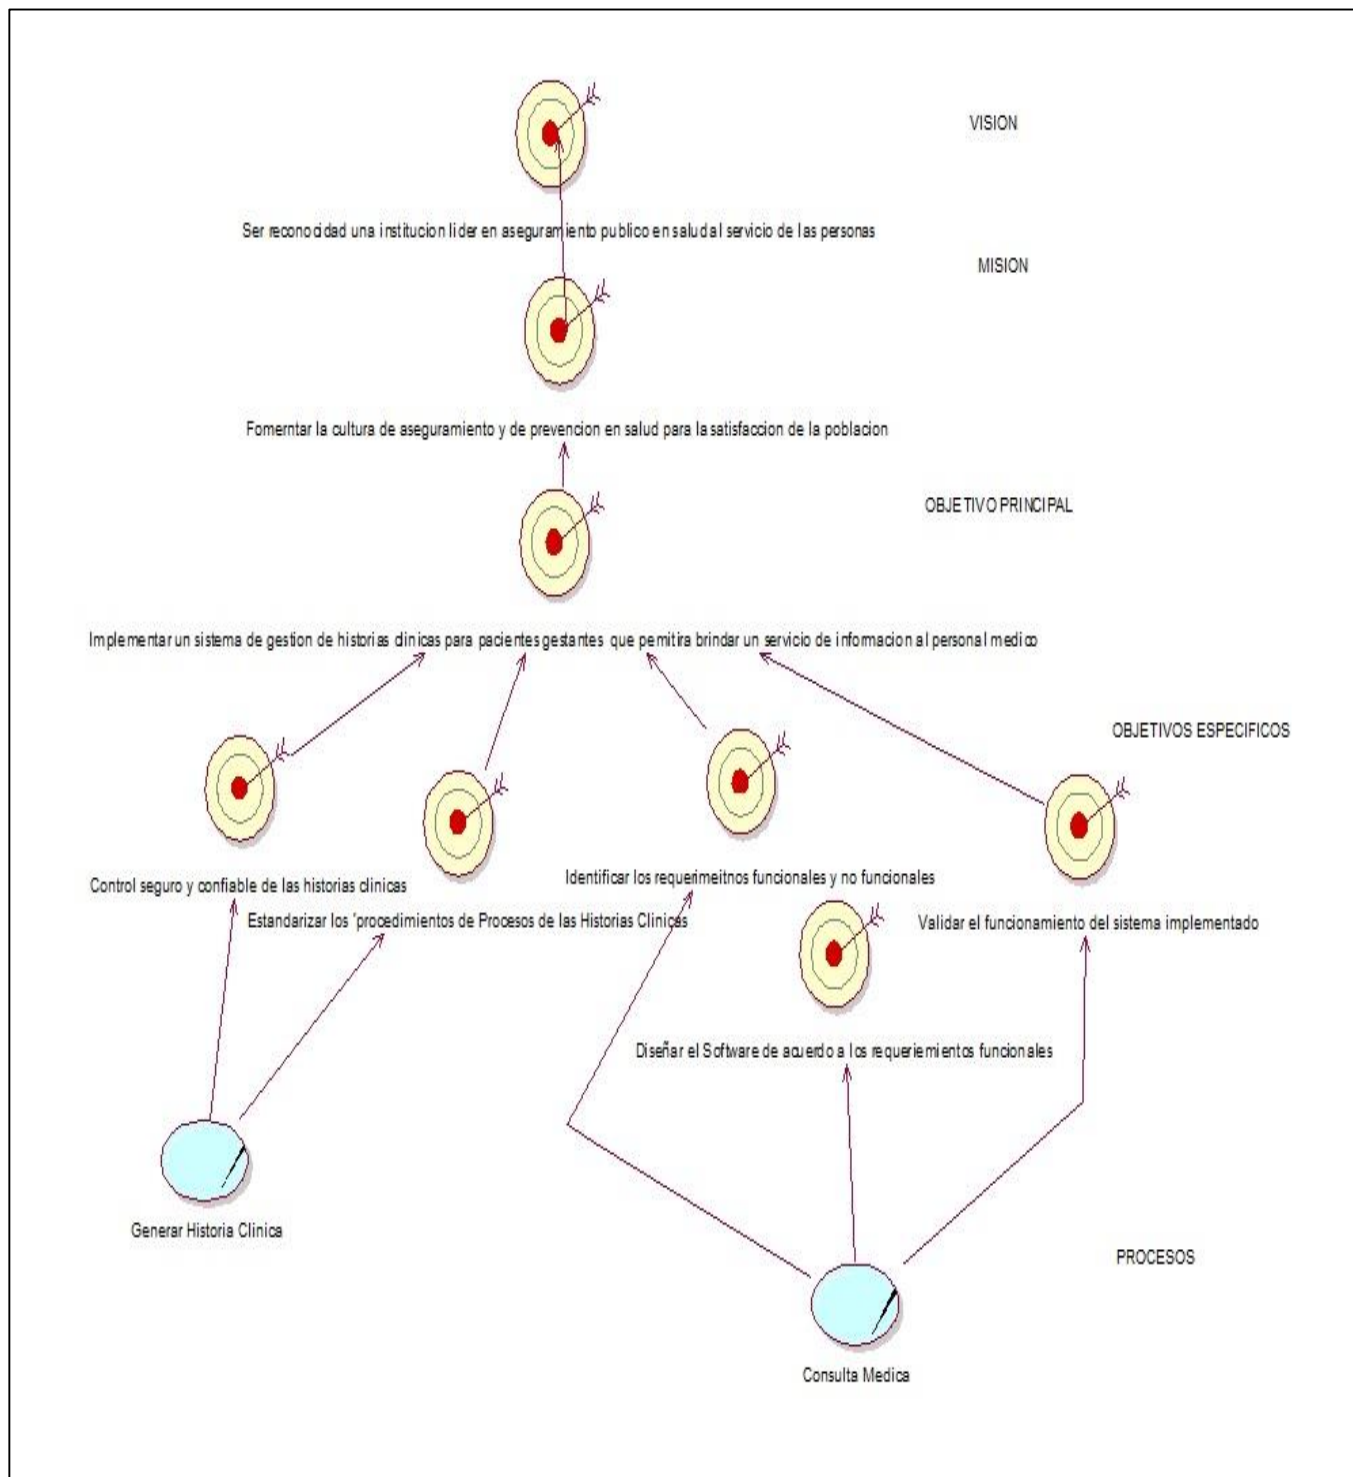 VISION
Ser reconocidad una institucion lider en aseguramiento publico en salud al servicio de las personas
MISION
Fomerntar la cultura de aseguramiento y de prevencion en salud para la satisfaccion de la poblacion
OBJETIVO PRINCIPAL
Implementar un sistema de gestion de historias clinicas para pacientes gestantes que pemitira brindar un servicio de informacion al personal medico
OBJETIVOS ESPECIFICOS
Control seguro y confiable de las historias clinicas
Identificar los requerimeitnos funcionales y no funcionales
Estandarizar los 'procedimientos de Procesos de las Historias Clinicas
Validar el funcionamiento del sistema implementado
Diseñar el Software de acuerdo a los requeriemientos funcionales
Generar Historia Clinica
PROCESOS
Consulta Medica